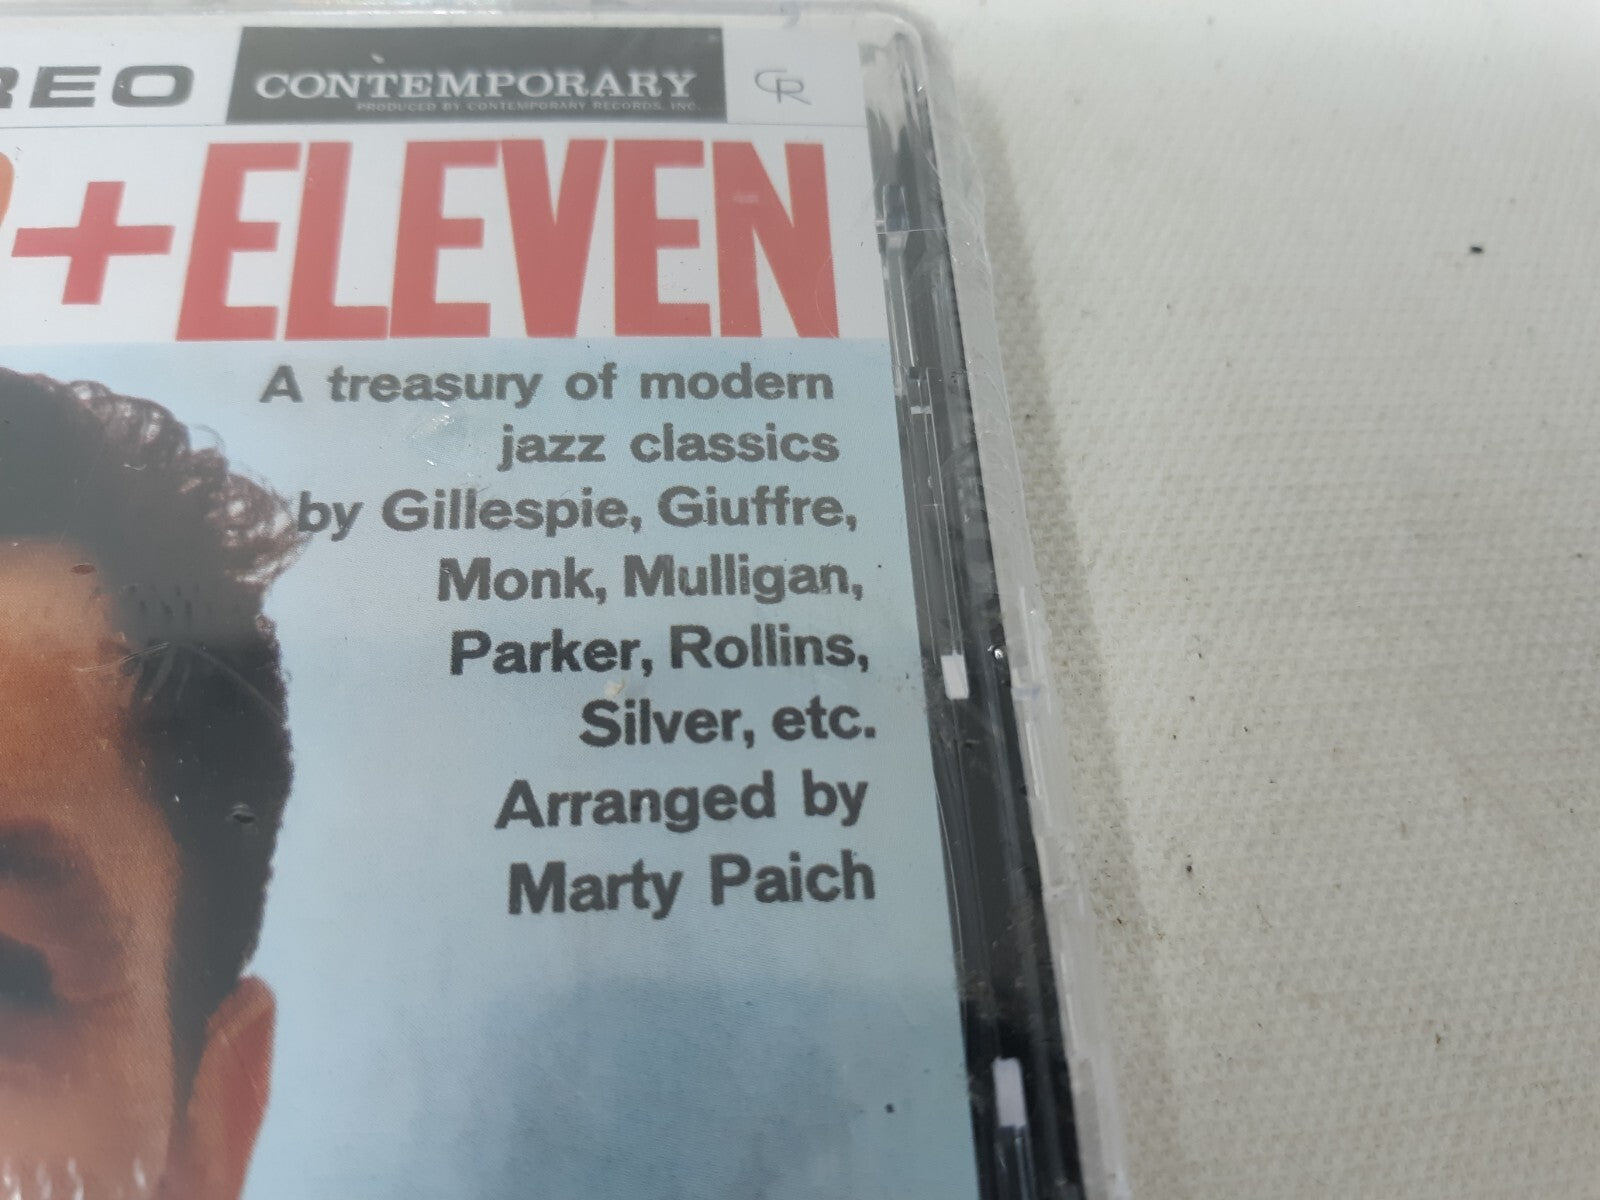 REO
CONTEMPORARY
PRODUCED BY CONTEMPORARY RECORDS, INC.
CR
+ELEVEN
A treasury of modern
jazz classics
by Gillespie, Giuffre,
Monk, Mulligan,
Parker, Rollins,
Silver, etc.
Arranged by
Marty Paich